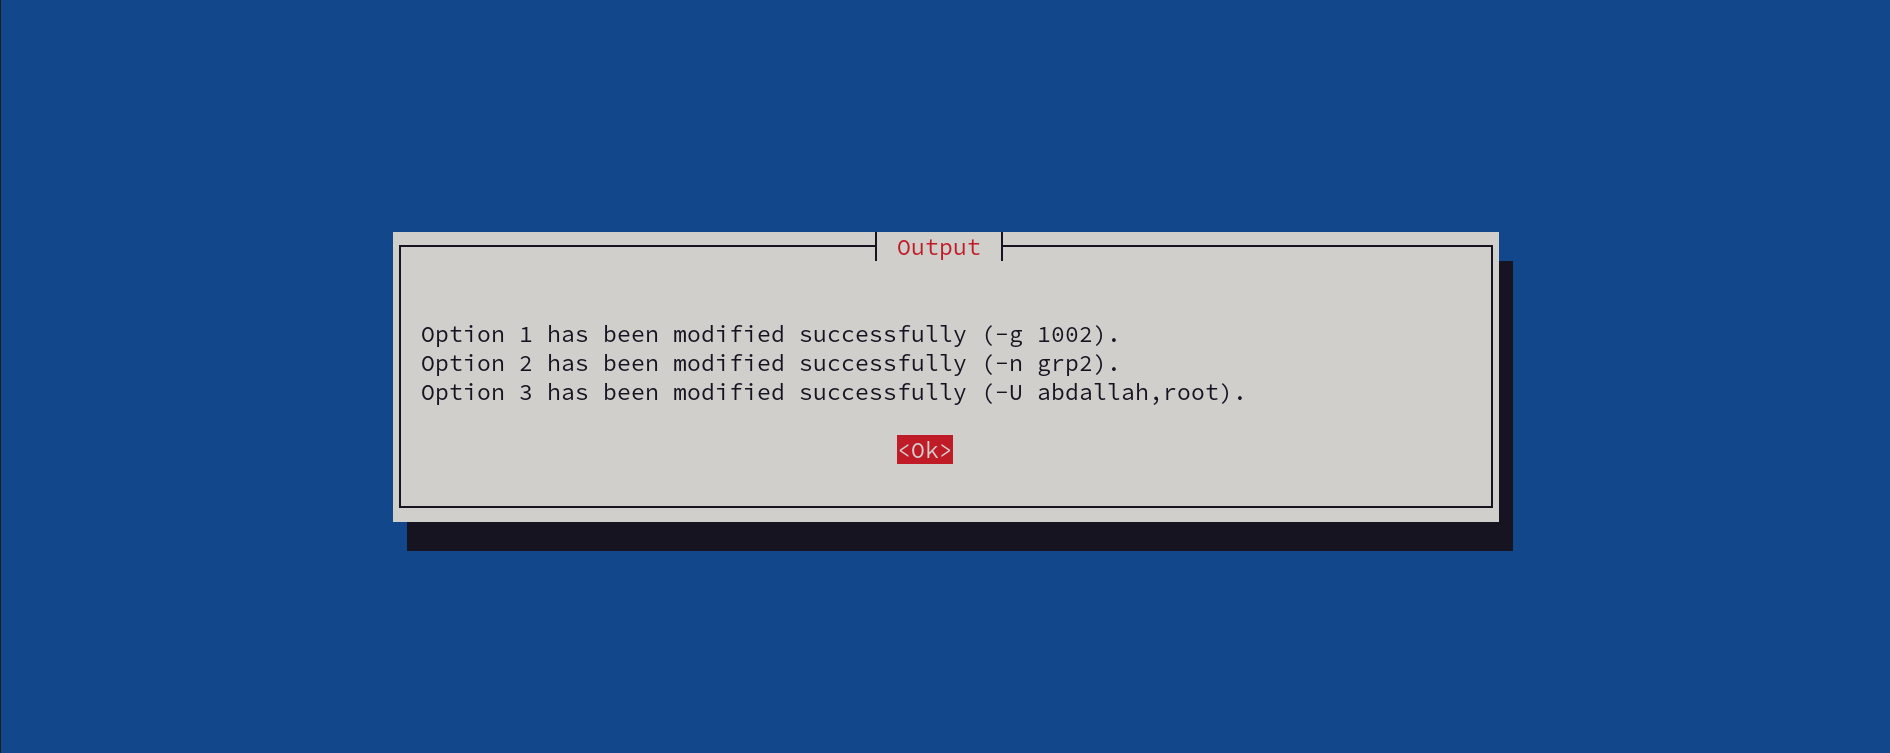 Output
Option 1 has been modified successfully (-g 1002).
Option 2 has been modified successfully (-n grp2).
Option 3 has been modified successfully (-U abdallah,root).
<Ok>